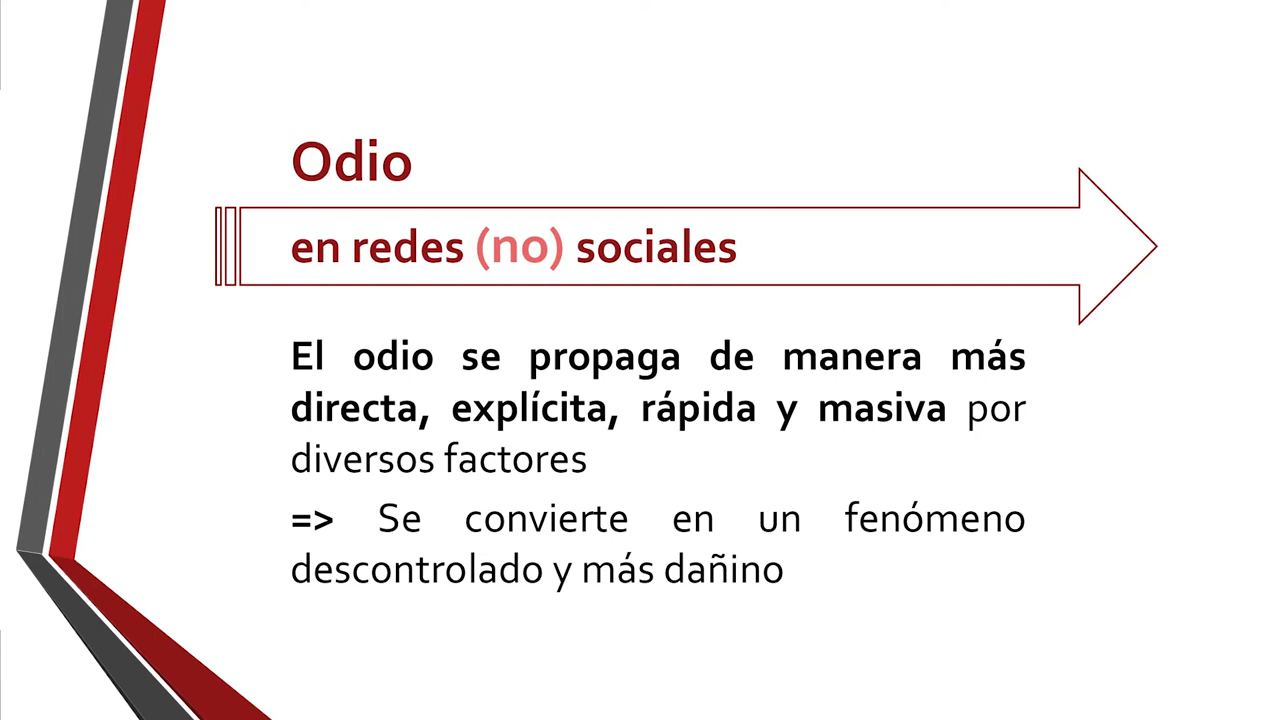 Odio
en redes (no) sociales
El odio se propaga de manera más
directa, explícita, rápida y masiva por
diversos factores
=> Se convierte en un fenómeno
descontrolado y más dañino